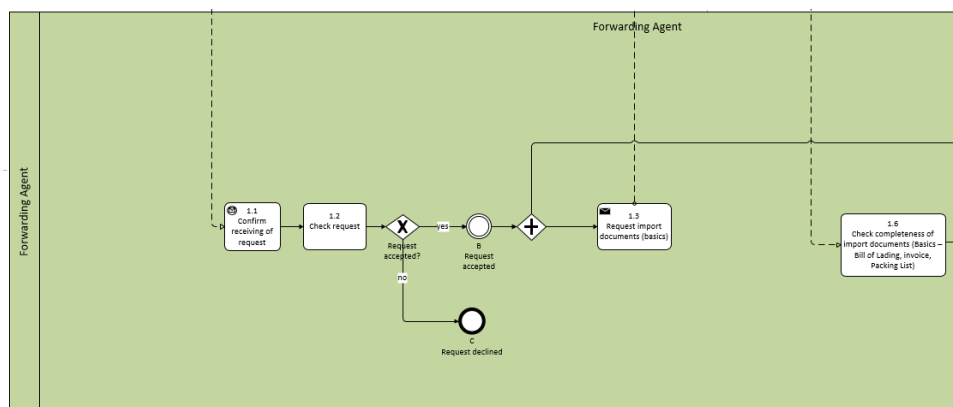 Forwarding Agent
Forwarding Agent
1.1
Confirm
receiving of
request
1.2
Check request
X
Request
accepted?
yes
no
B
Request
accepted
C
Request declined
1.3
Request import
documents (basics)
1.6
Check completeness of
import documents (Basics –
Bill of Lading, invoice,
Packing List)